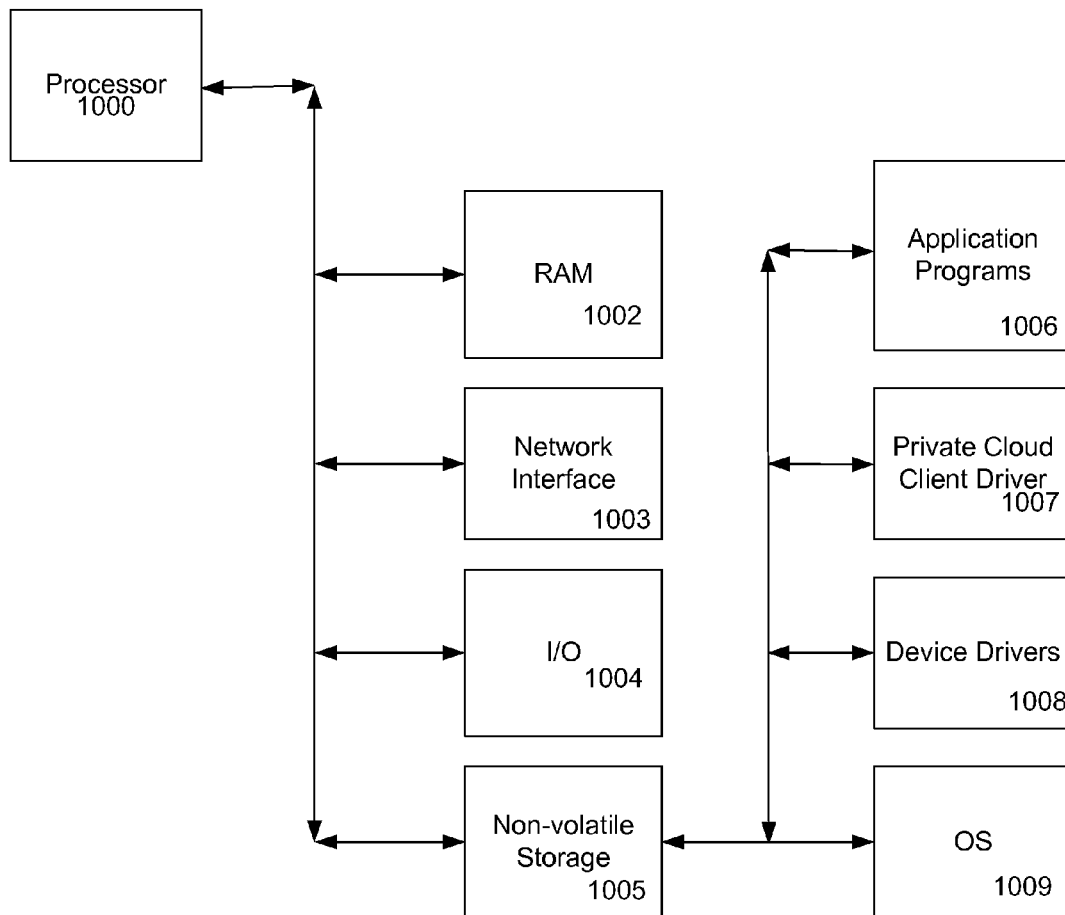 Processor
1000
RAM
1002
Network
Interface
1003
I/O
1004
Non-volatile
Storage
1005
Application
Programs
1006
Private Cloud
Client Driver
1007
Device Drivers
1008
OS
1009